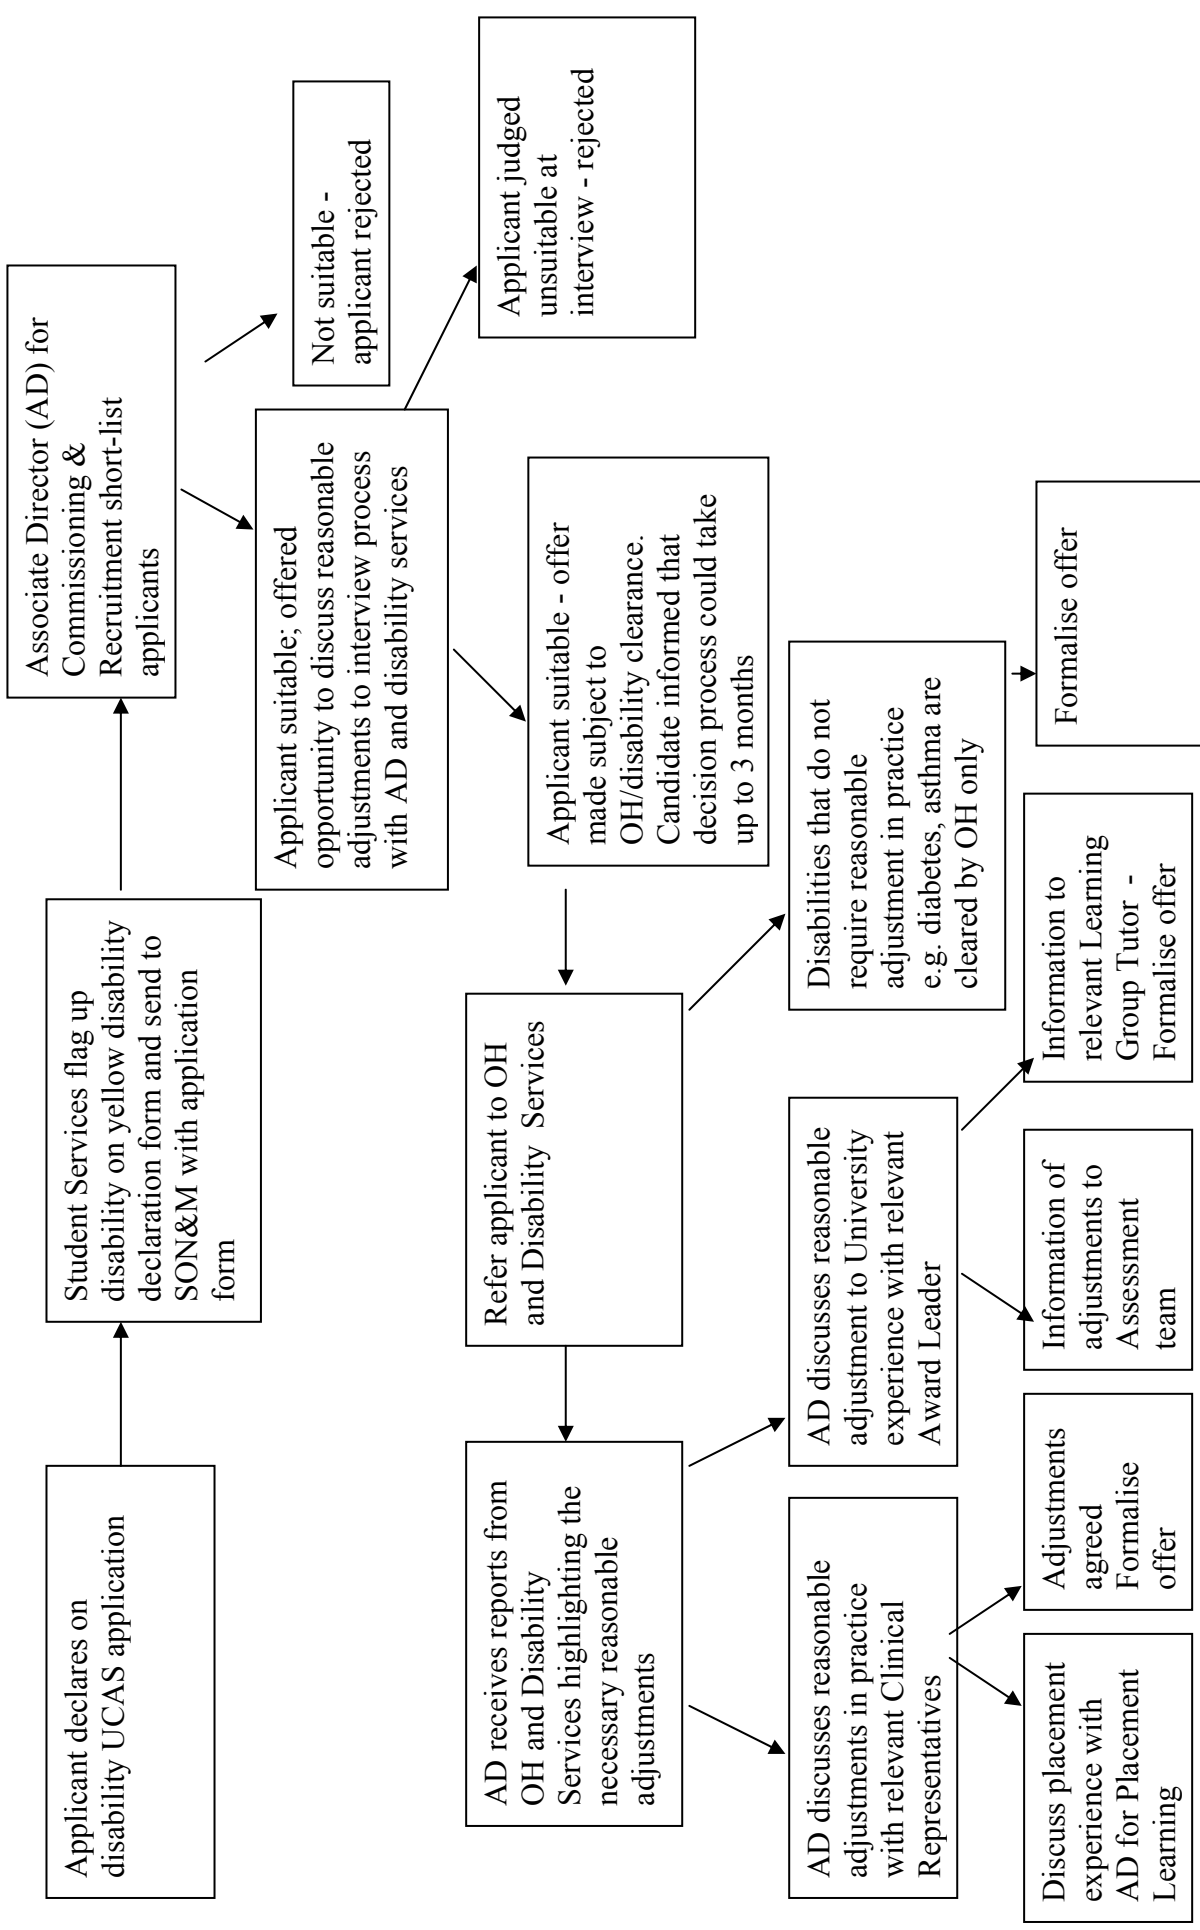 Applicant declares on
disability UCAS application
Student Services flag up
disability on yellow disability
declaration form and send to
SON&M with application
form
Associate Director (AD) for
Commissioning &
Recruitment short-list
applicants
Not suitable -
applicant rejected
Applicant suitable; offered
opportunity to discuss reasonable
adjustments to interview process
with AD and disability services
Applicant judged
unsuitable at
interview - rejected
Applicant suitable - offer
made subject to
OH/disability clearance.
Candidate informed that
decision process could take
up to 3 months
Refer applicant to OH
and Disability Services
AD receives reports from
OH and Disability
Services highlighting the
necessary reasonable
adjustments
AD discusses reasonable
adjustments in practice
with relevant Clinical
Representatives
AD discusses reasonable
adjustment to University
experience with relevant
Award Leader
Disabilities that do not
require reasonable
adjustment in practice
e.g. diabetes, asthma are
cleared by OH only
Discuss placement
experience with
AD for Placement
Learning
Adjustments
agreed
Formalise
offer
Information of
adjustments to
Assessment
team
Information to
relevant Learning
Group Tutor -
Formalise offer
Formalise offer